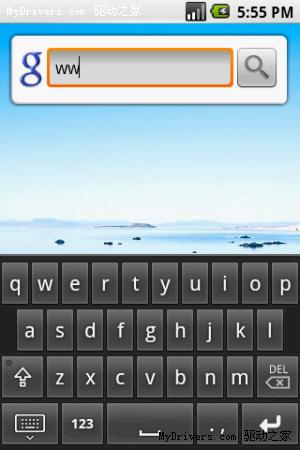 MyDrivers.com 驱动之家
5:55 PM
g ww
q w e r t y u i o p
a s d f g h j k l
z x c v b n m DEL
123 . ,
MyDrivers.com 驱动之家